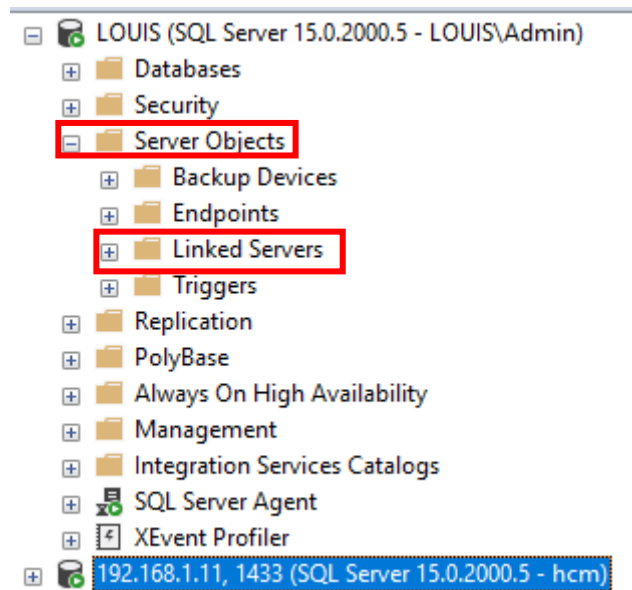 LOUIS (SQL Server 15.0.2000.5 - LOUIS\Admin)
Databases
Security
Server Objects
Backup Devices
Endpoints
Linked Servers
Triggers
Replication
PolyBase
Always On High Availability
Management
Integration Services Catalogs
SQL Server Agent
XEvent Profiler
192.168.1.11, 1433 (SQL Server 15.0.2000.5 - hcm)